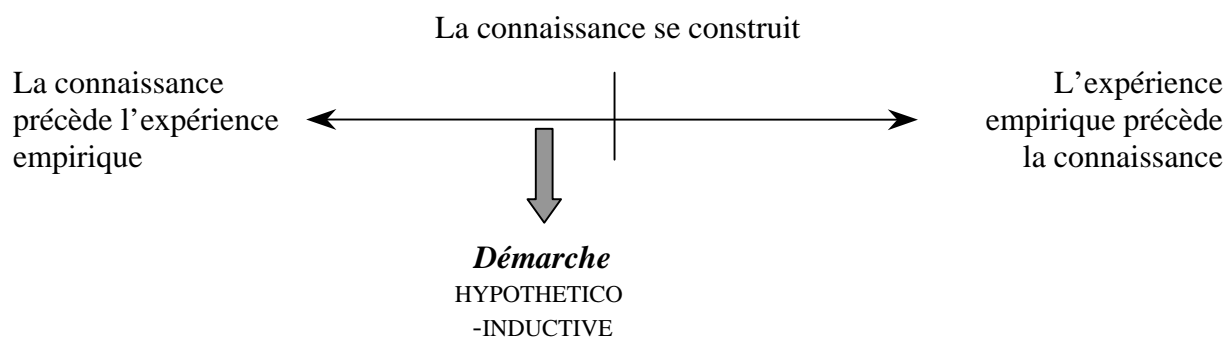 La connaissance se construit
La connaissance
précède l’expérience
empirique
L’expérience
empirique précède
la connaissance
Démarche
HYPOTHETICO
-INDUCTIVE